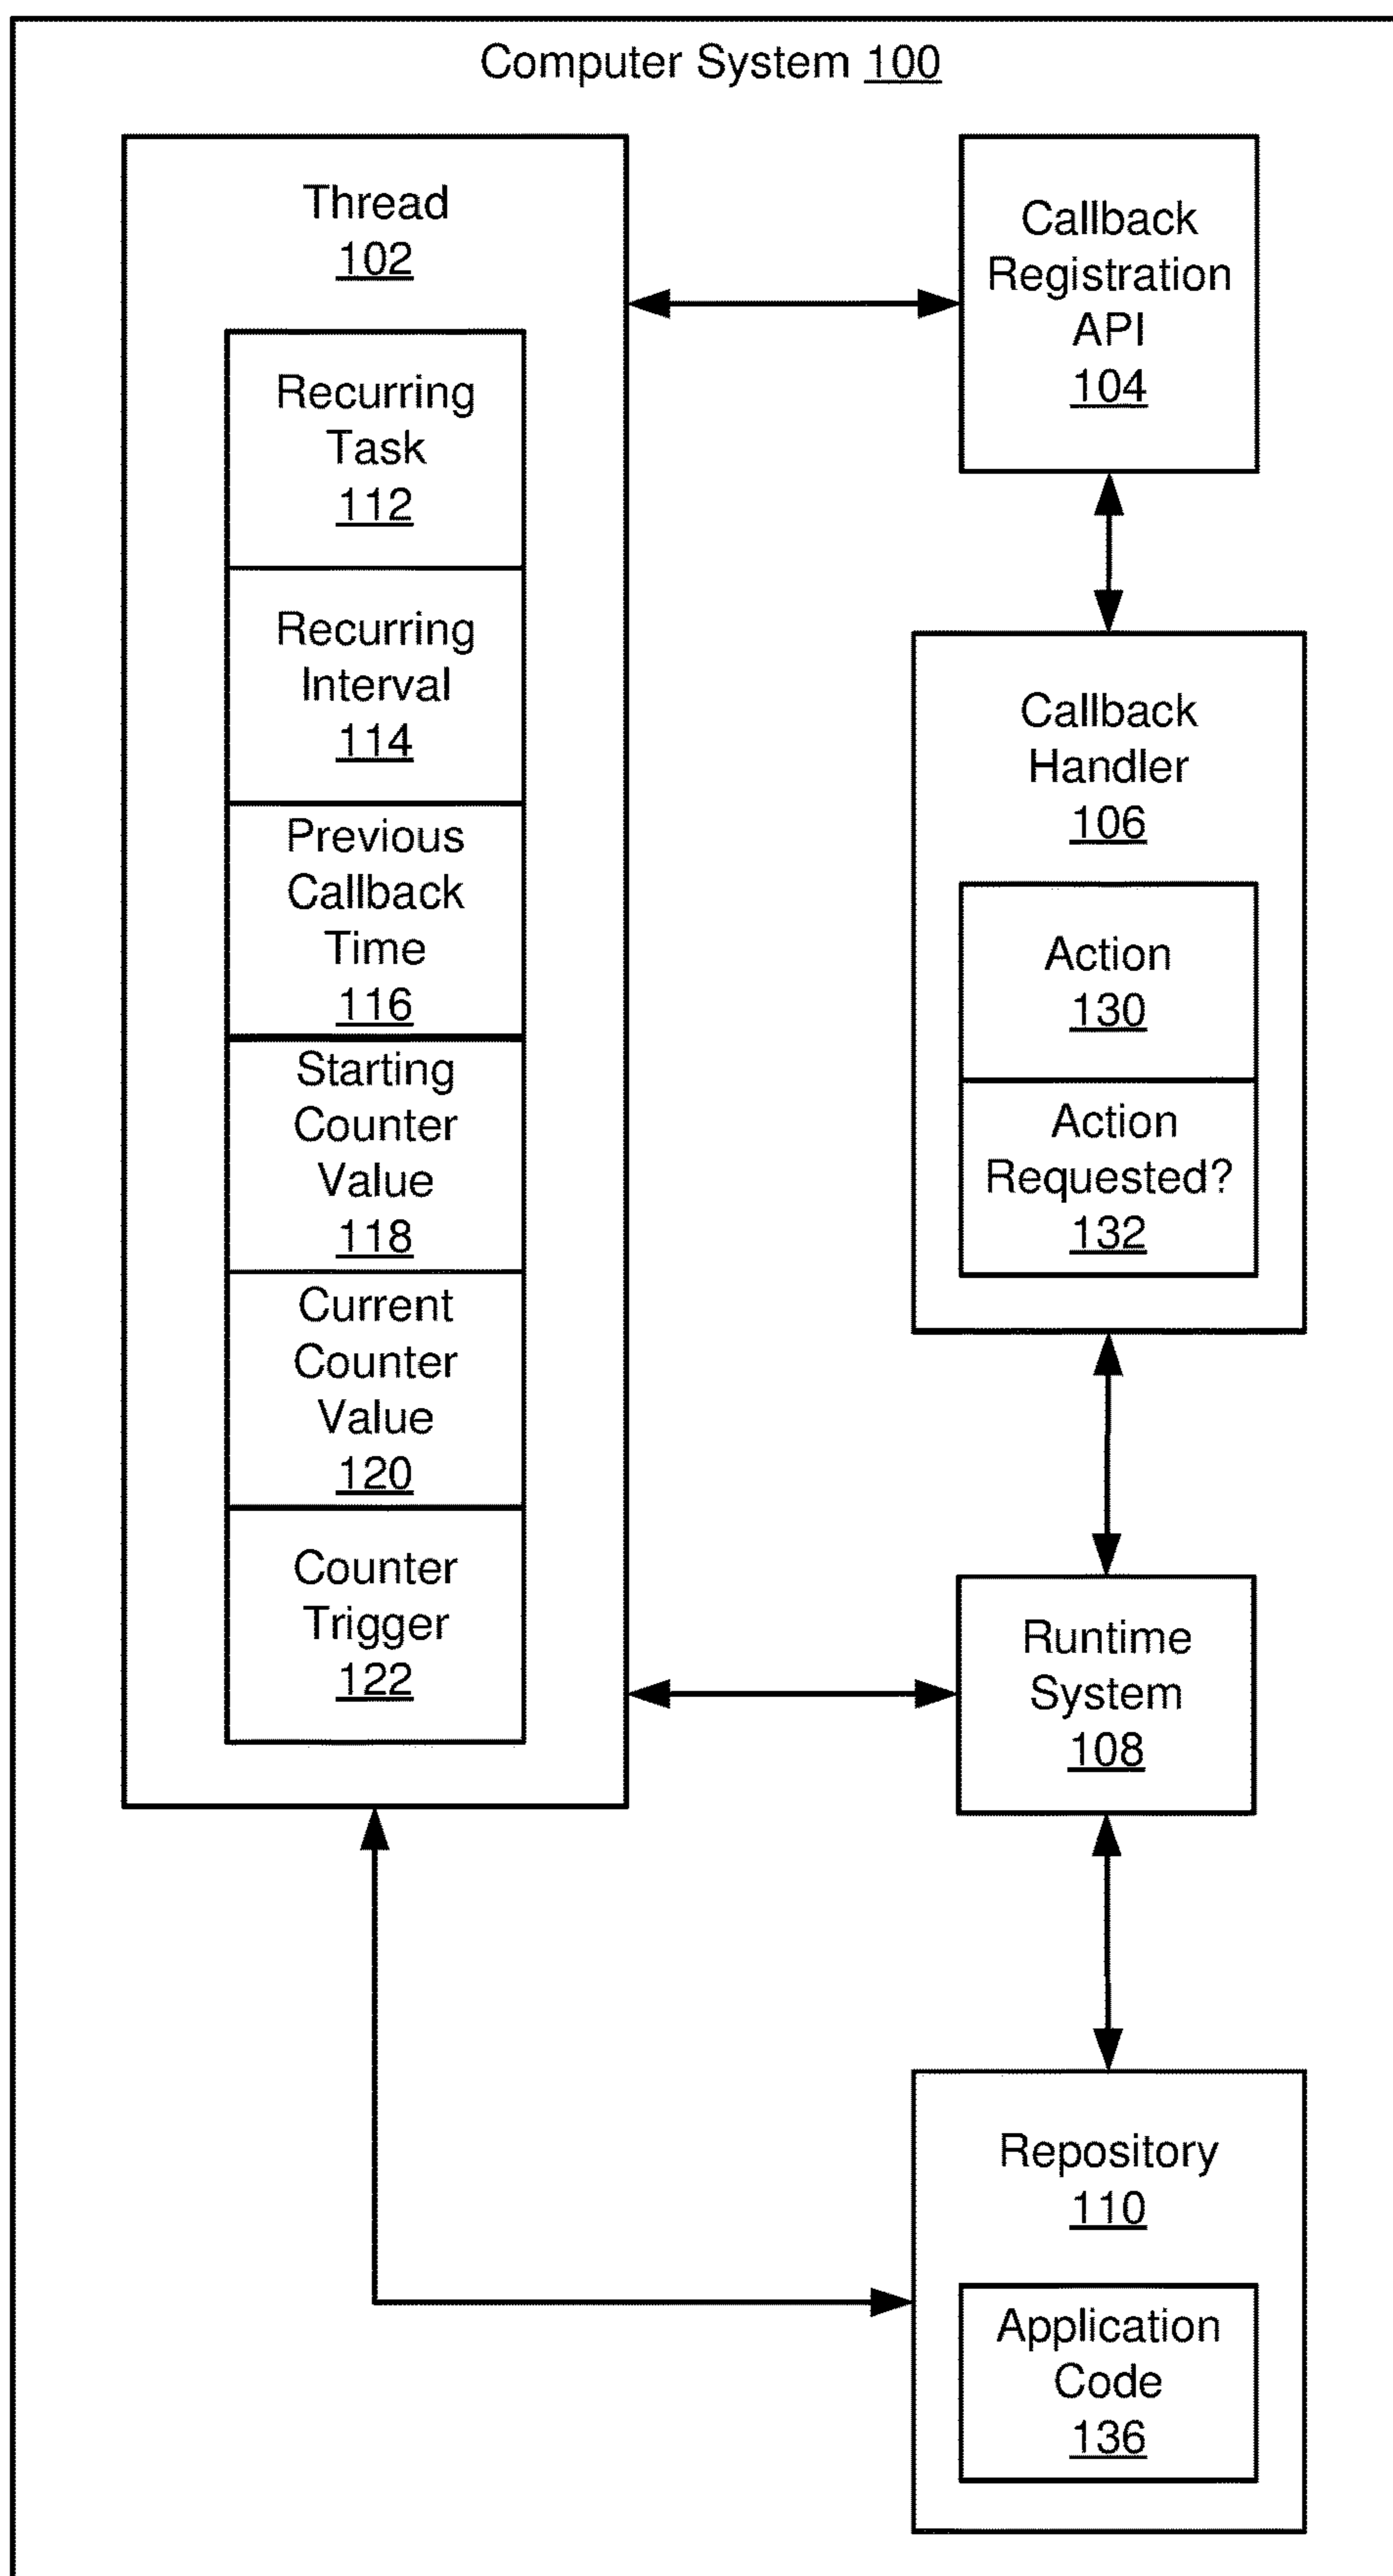 Computer System 100
Thread
102
Recurring
Task
112
Recurring
Interval
114
Previous
Callback
Time
116
Starting
Counter
Value
118
Current
Counter
Value
120
Counter
Trigger
122
Callback
Registration
API
104
Callback
Handler
106
Action
130
Action
Requested?
132
Runtime
System
108
Repository
110
Application
Code
136